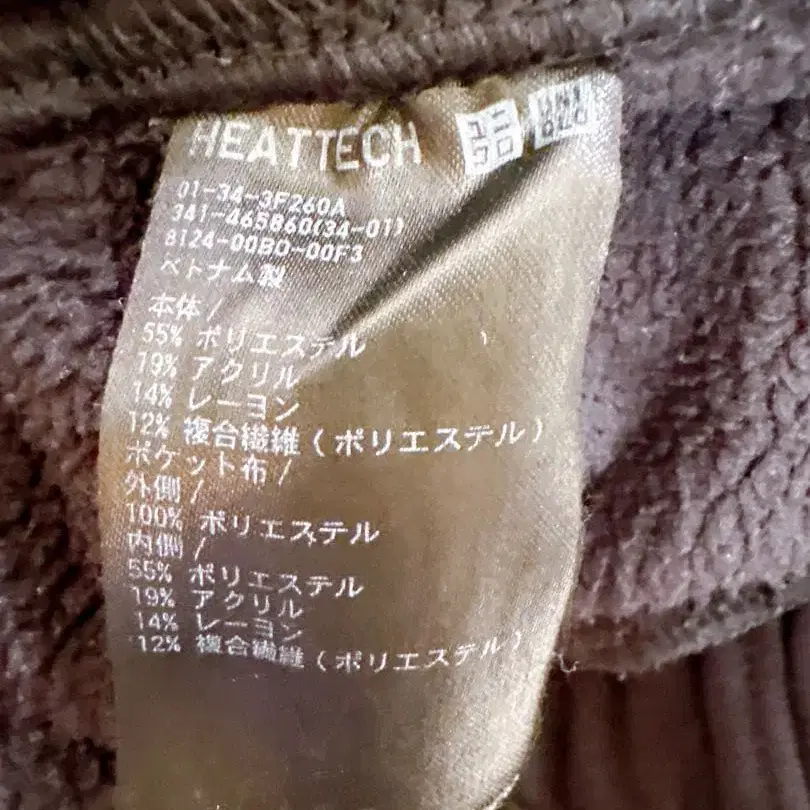 HEATTECH ユニクロ UNIQLO
01-34-3F260A
341-465860(34-01)
8124-00B0-00F3
ベトナム製
本体/
55% ポリエステル
19% アクリル
14% レーヨン
12% 複合繊維(ポリエステル)
ポケット布/
外側/
100% ポリエステル
内側/
55% ポリエステル
19% アクリル
14% レーヨン
12% 複合繊維(ポリエステル)